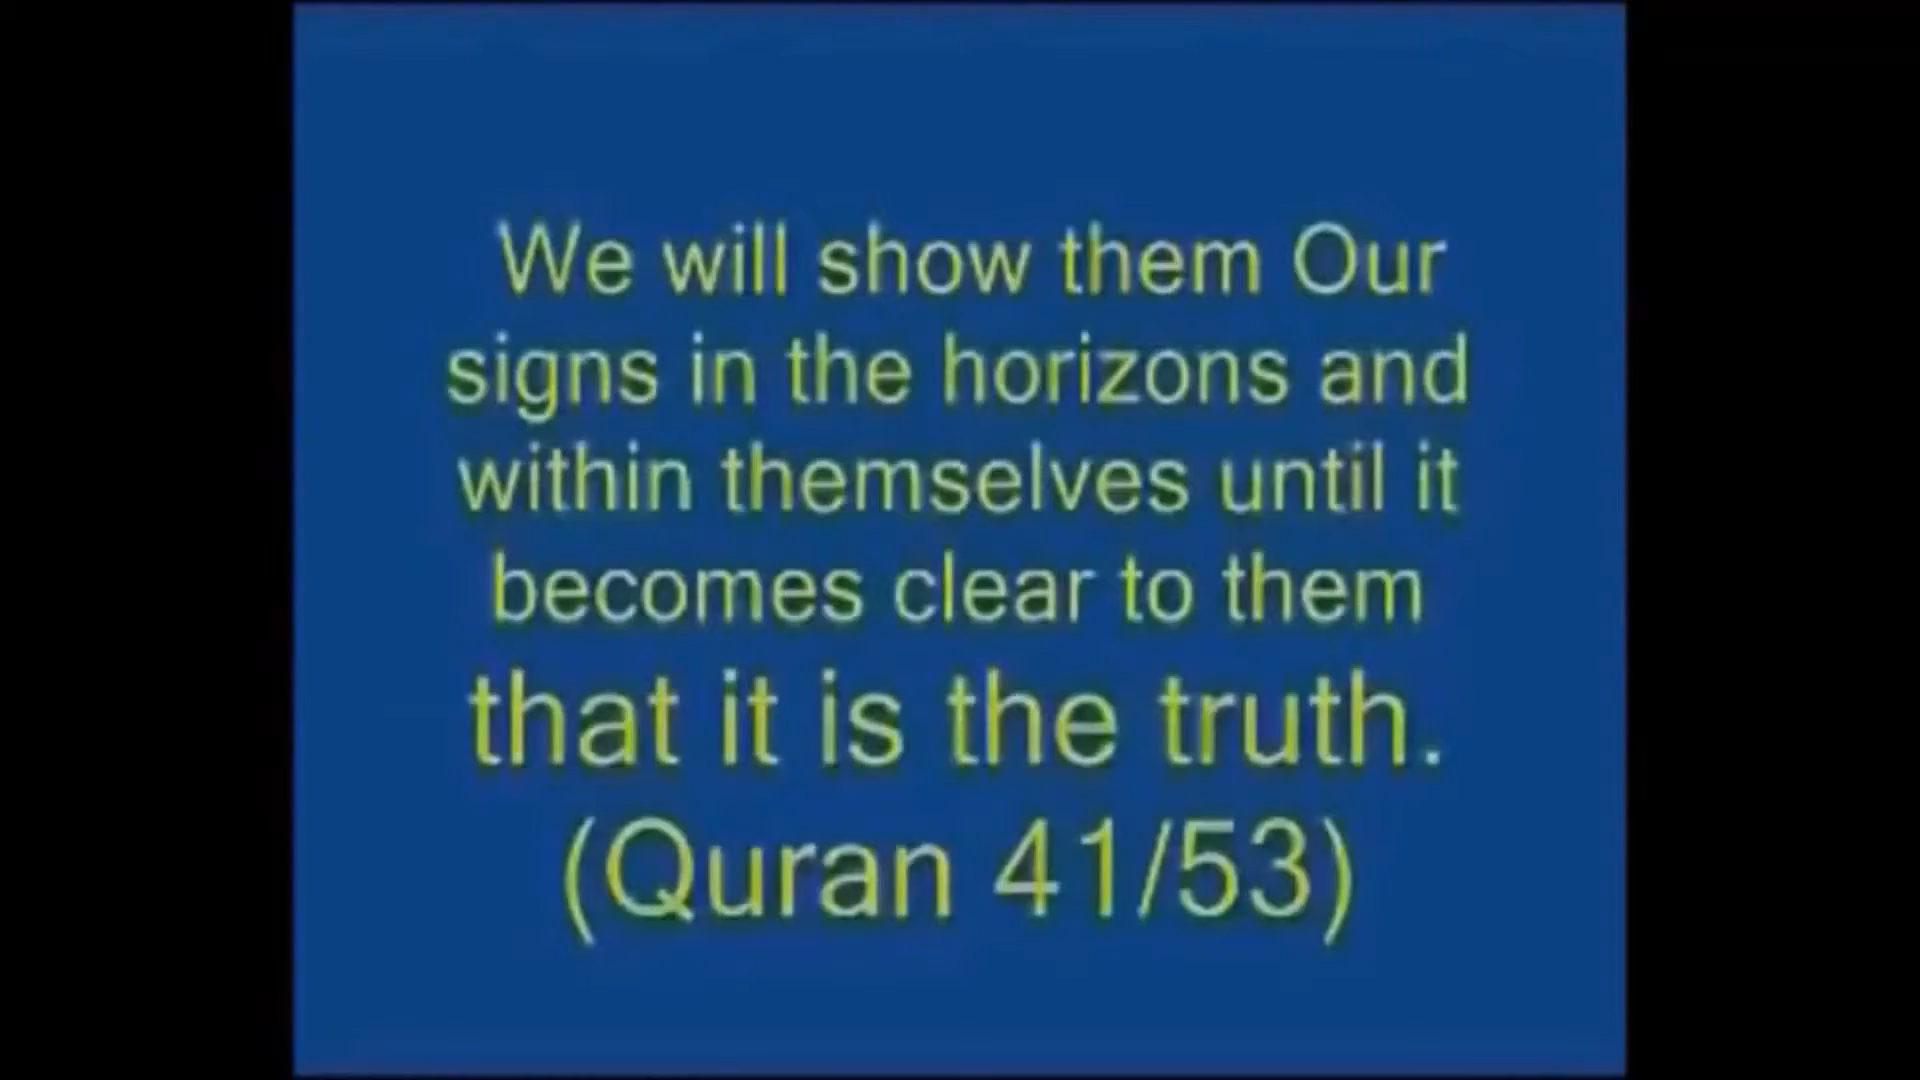 We will show them Our
signs in the horizons and
within themselves until it
becomes clear to them
that it is the truth.
(Quran 41/53)